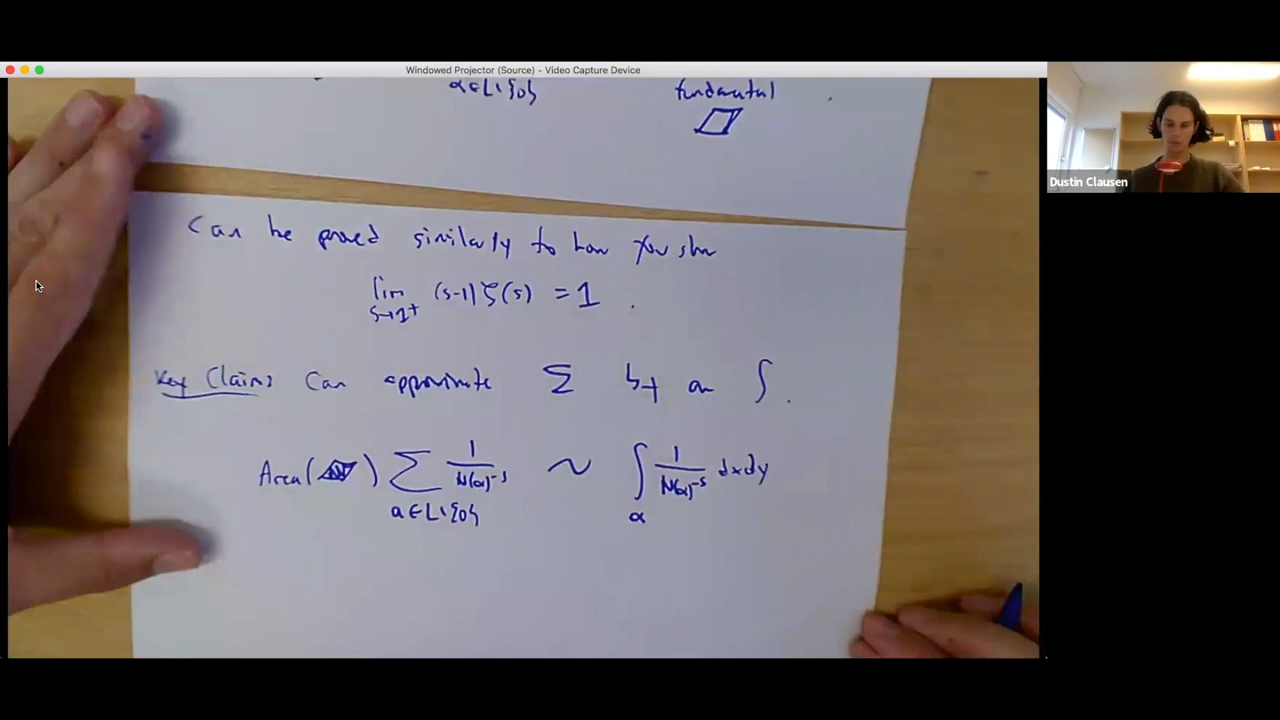 Windowed Projector (Source) - Video Capture Device
α∈L\{0}
fundamental
Dustin Clausen
Can be proved similarly to how you show
lim (s-1)ζ(s) = 1.
s→1+
Key Claim: Can approximate Σ by an ∫.
Area(▱) Σ 1/N(α)^-s ~ ∫ 1/N(α)^-s dxdy
α∈L\{0} α